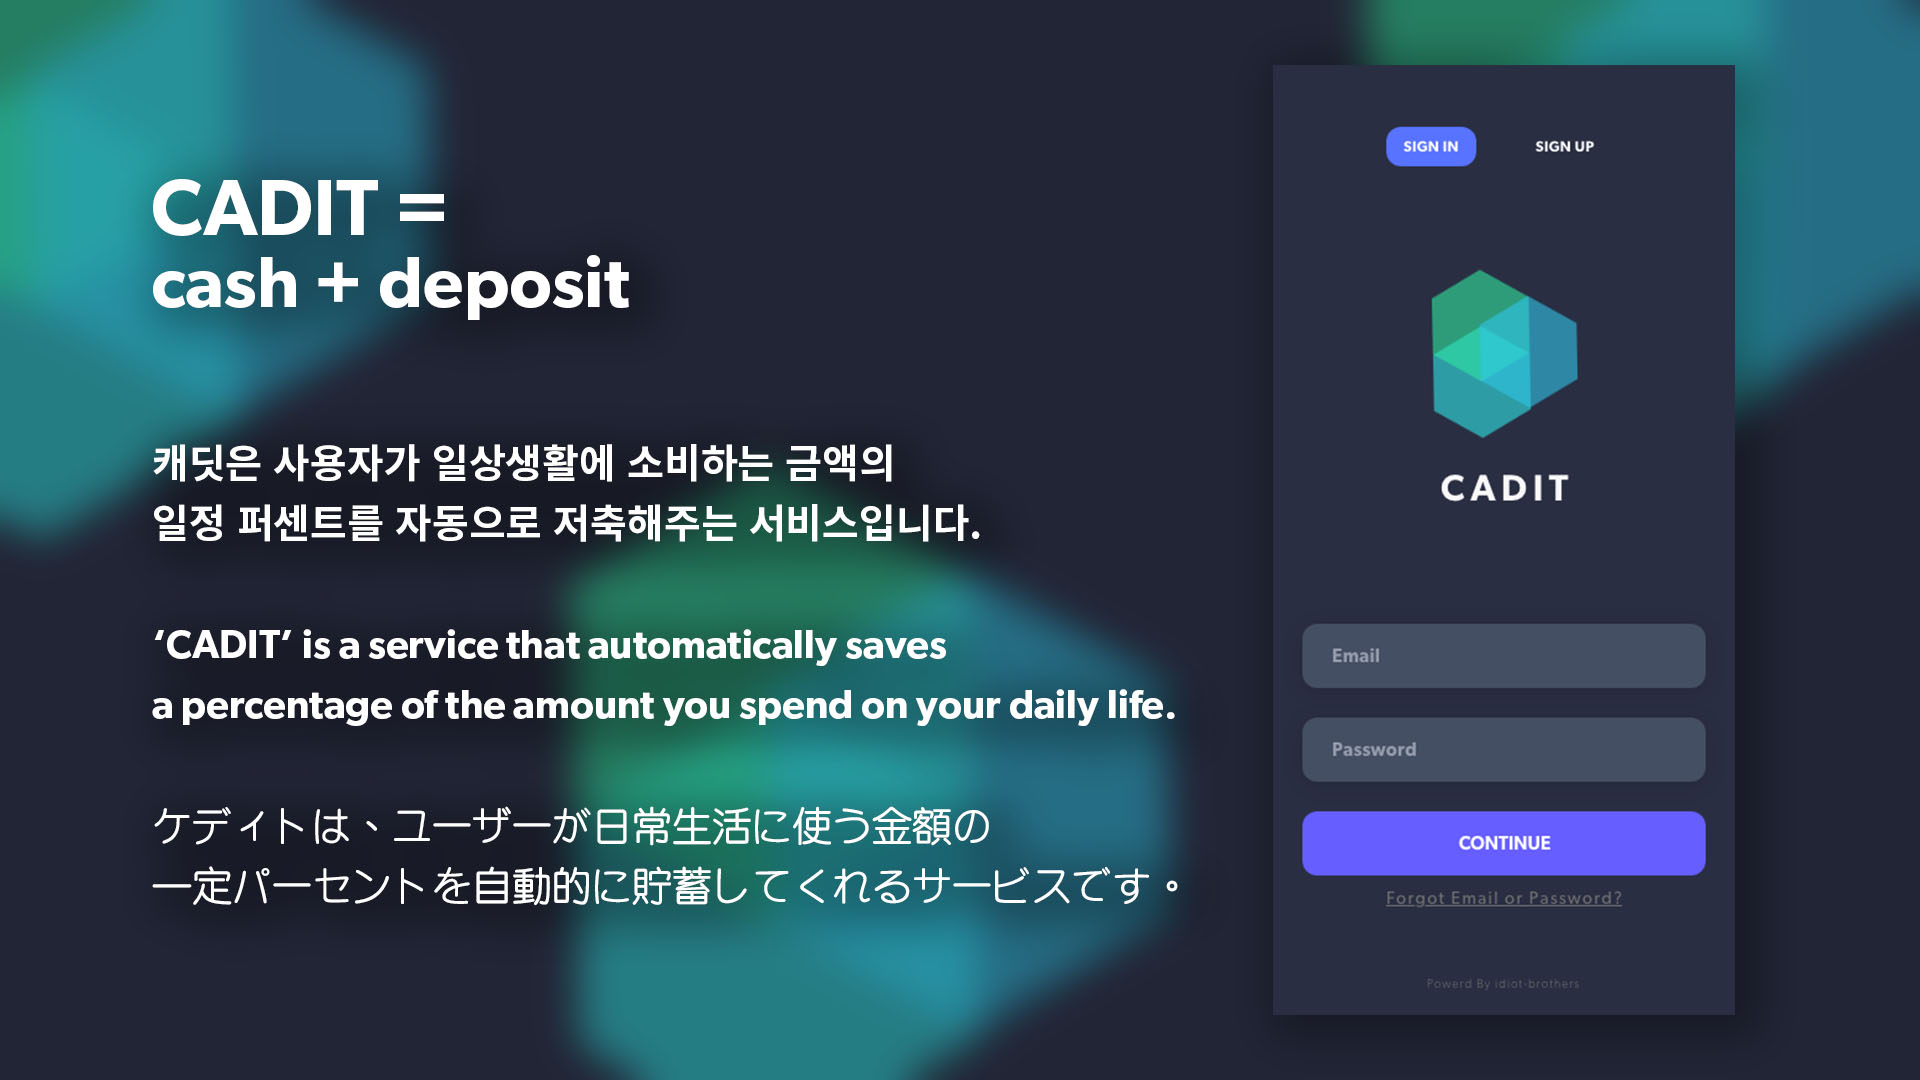 CADIT =
cash + deposit
캐딧은 사용자가 일상생활에 소비하는 금액의
일정 퍼센트를 자동으로 저축해주는 서비스입니다.
‘CADIT’ is a service that automatically saves
a percentage of the amount you spend on your daily life.
ケディトは、ユーザーが日常生活に使う金額の
一定パーセントを自動的に貯蓄してくれるサービスです。
SIGN IN SIGN UP
CADIT
Email
Password
CONTINUE
Forgot Email or Password?
Powerd By idiot-brothers